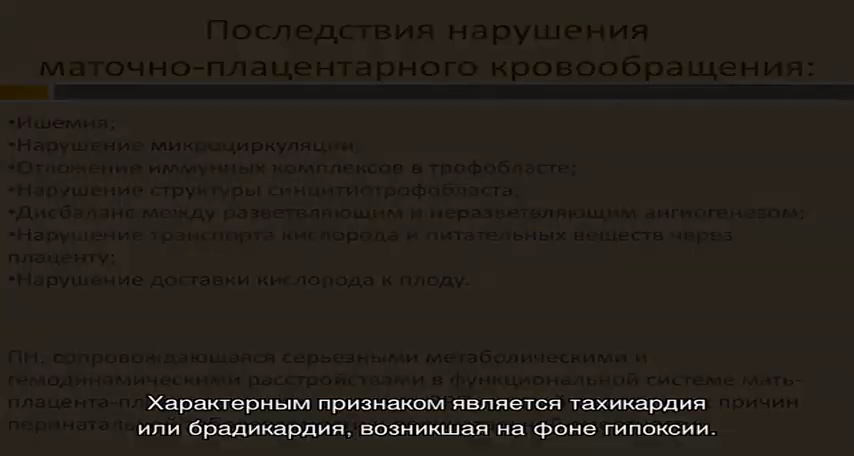 Последствия нарушения
маточно-плацентарного кровообращения:
•Ишемия;
•Нарушение микроциркуляции;
•Отложение иммунных комплексов в трофобласте;
•Нарушение структуры синцитиотрофобласта;
•Дисбаланс между разветвляющим и неразветвляющим ангиогенезом;
•Нарушение транспорта кислорода и питательных веществ через
плаценту;
•Нарушение доставки кислорода к плоду.
ПН, сопровождающаяся серьезными метаболическими и
гемодинамическими расстройствами в функциональной системе мать-
причин
Характерным признаком является тахикардия
или брадикардия, возникшая на фоне гипоксии.